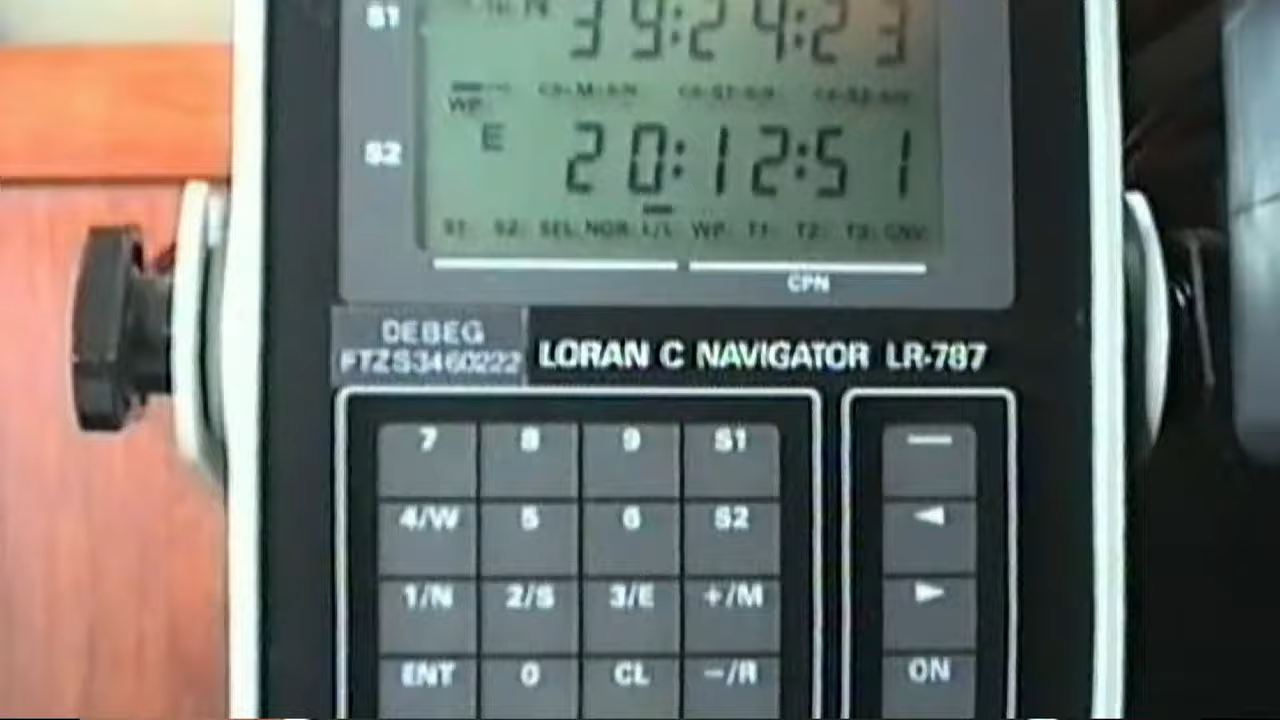 S1 N 39:24:23
WP
S2 E 20:12:51
S1 S2 SEL NOR L/L WP T1 T2 T3 CNV
CPN
DEBEG
FTZS3460222
LORAN C NAVIGATOR LR-787
7 8 9 S1 —
4/W 5 6 S2 ◄
1/N 2/S 3/E +/M ►
ENT 0 CL −/R ON